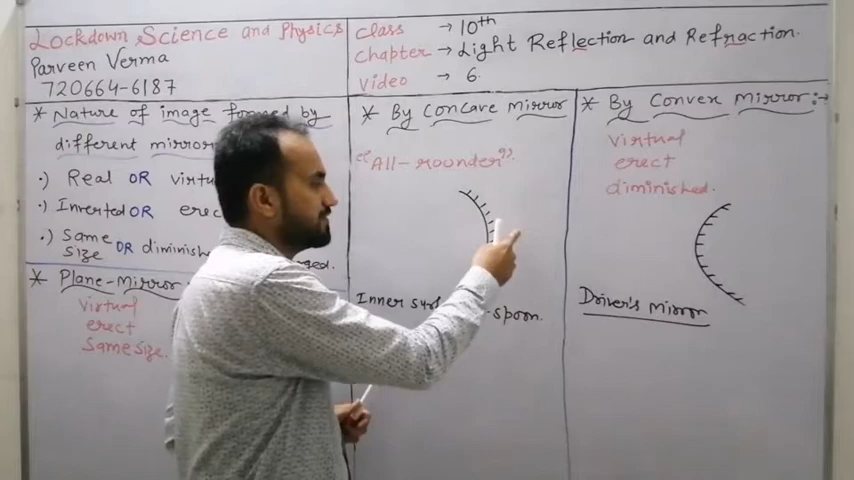 Lockdown Science and Physics
Parveen Verma
720664-6187
Class → 10th
Chapter → Light Reflection and Refraction.
Video → 6.
* Nature of image formed by
different mirror
.) Real OR
.) Inverted OR
.) Same
size OR
* Plane-Mirror
virtual
erect
Same size.
* By Concave mirror
"All-rounder".
Inner spoon.
* By Convex mirror :→
virtual
erect
diminished.
Driver's mirror